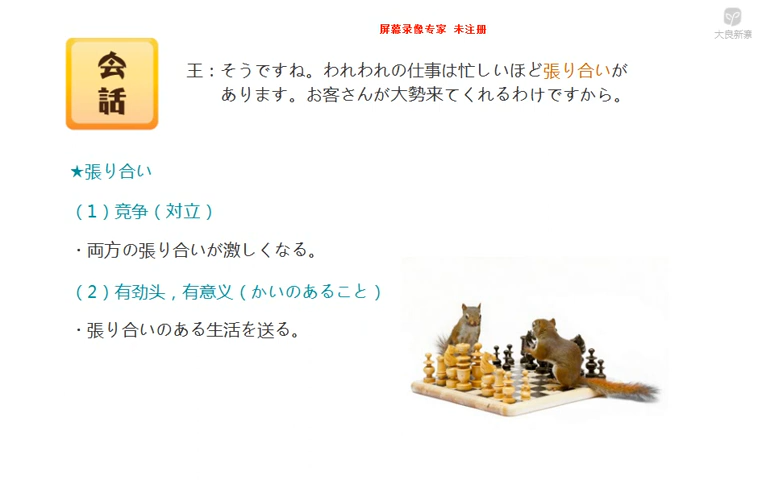 屏幕录像专家 未注册
大良新素
会
話
王：そうですね。われわれの仕事は忙しいほど張り合いが
あります。お客さんが大勢来てくれるわけですから。
★張り合い
（1）竞争（対立）
・両方の張り合いが激しくなる。
（2）有劲头，有意义（かいのあること）
・張り合いのある生活を送る。